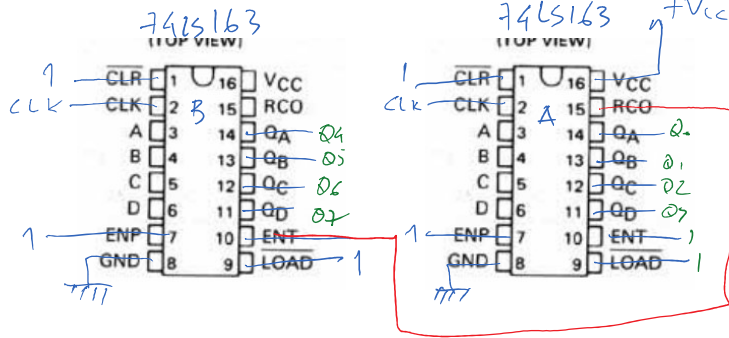 74LS163 74LS163 +Vcc
(TOP VIEW) (TOP VIEW)
1 CLR 1 16 VCC 1 CLR 1 16 VCC
CLK CLK 2 B 15 RCO CLK CLK 2 A 15 RCO
A 3 14 QA Q4 A 3 14 QA Q0
B 4 13 QB Q5 B 4 13 QB Q1
C 5 12 QC Q6 C 5 12 QC Q2
D 6 11 QD Q7 D 6 11 QD Q3
1 ENP 7 10 ENT 1 ENP 7 10 ENT 1
GND 8 9 LOAD 1 GND 8 9 LOAD 1